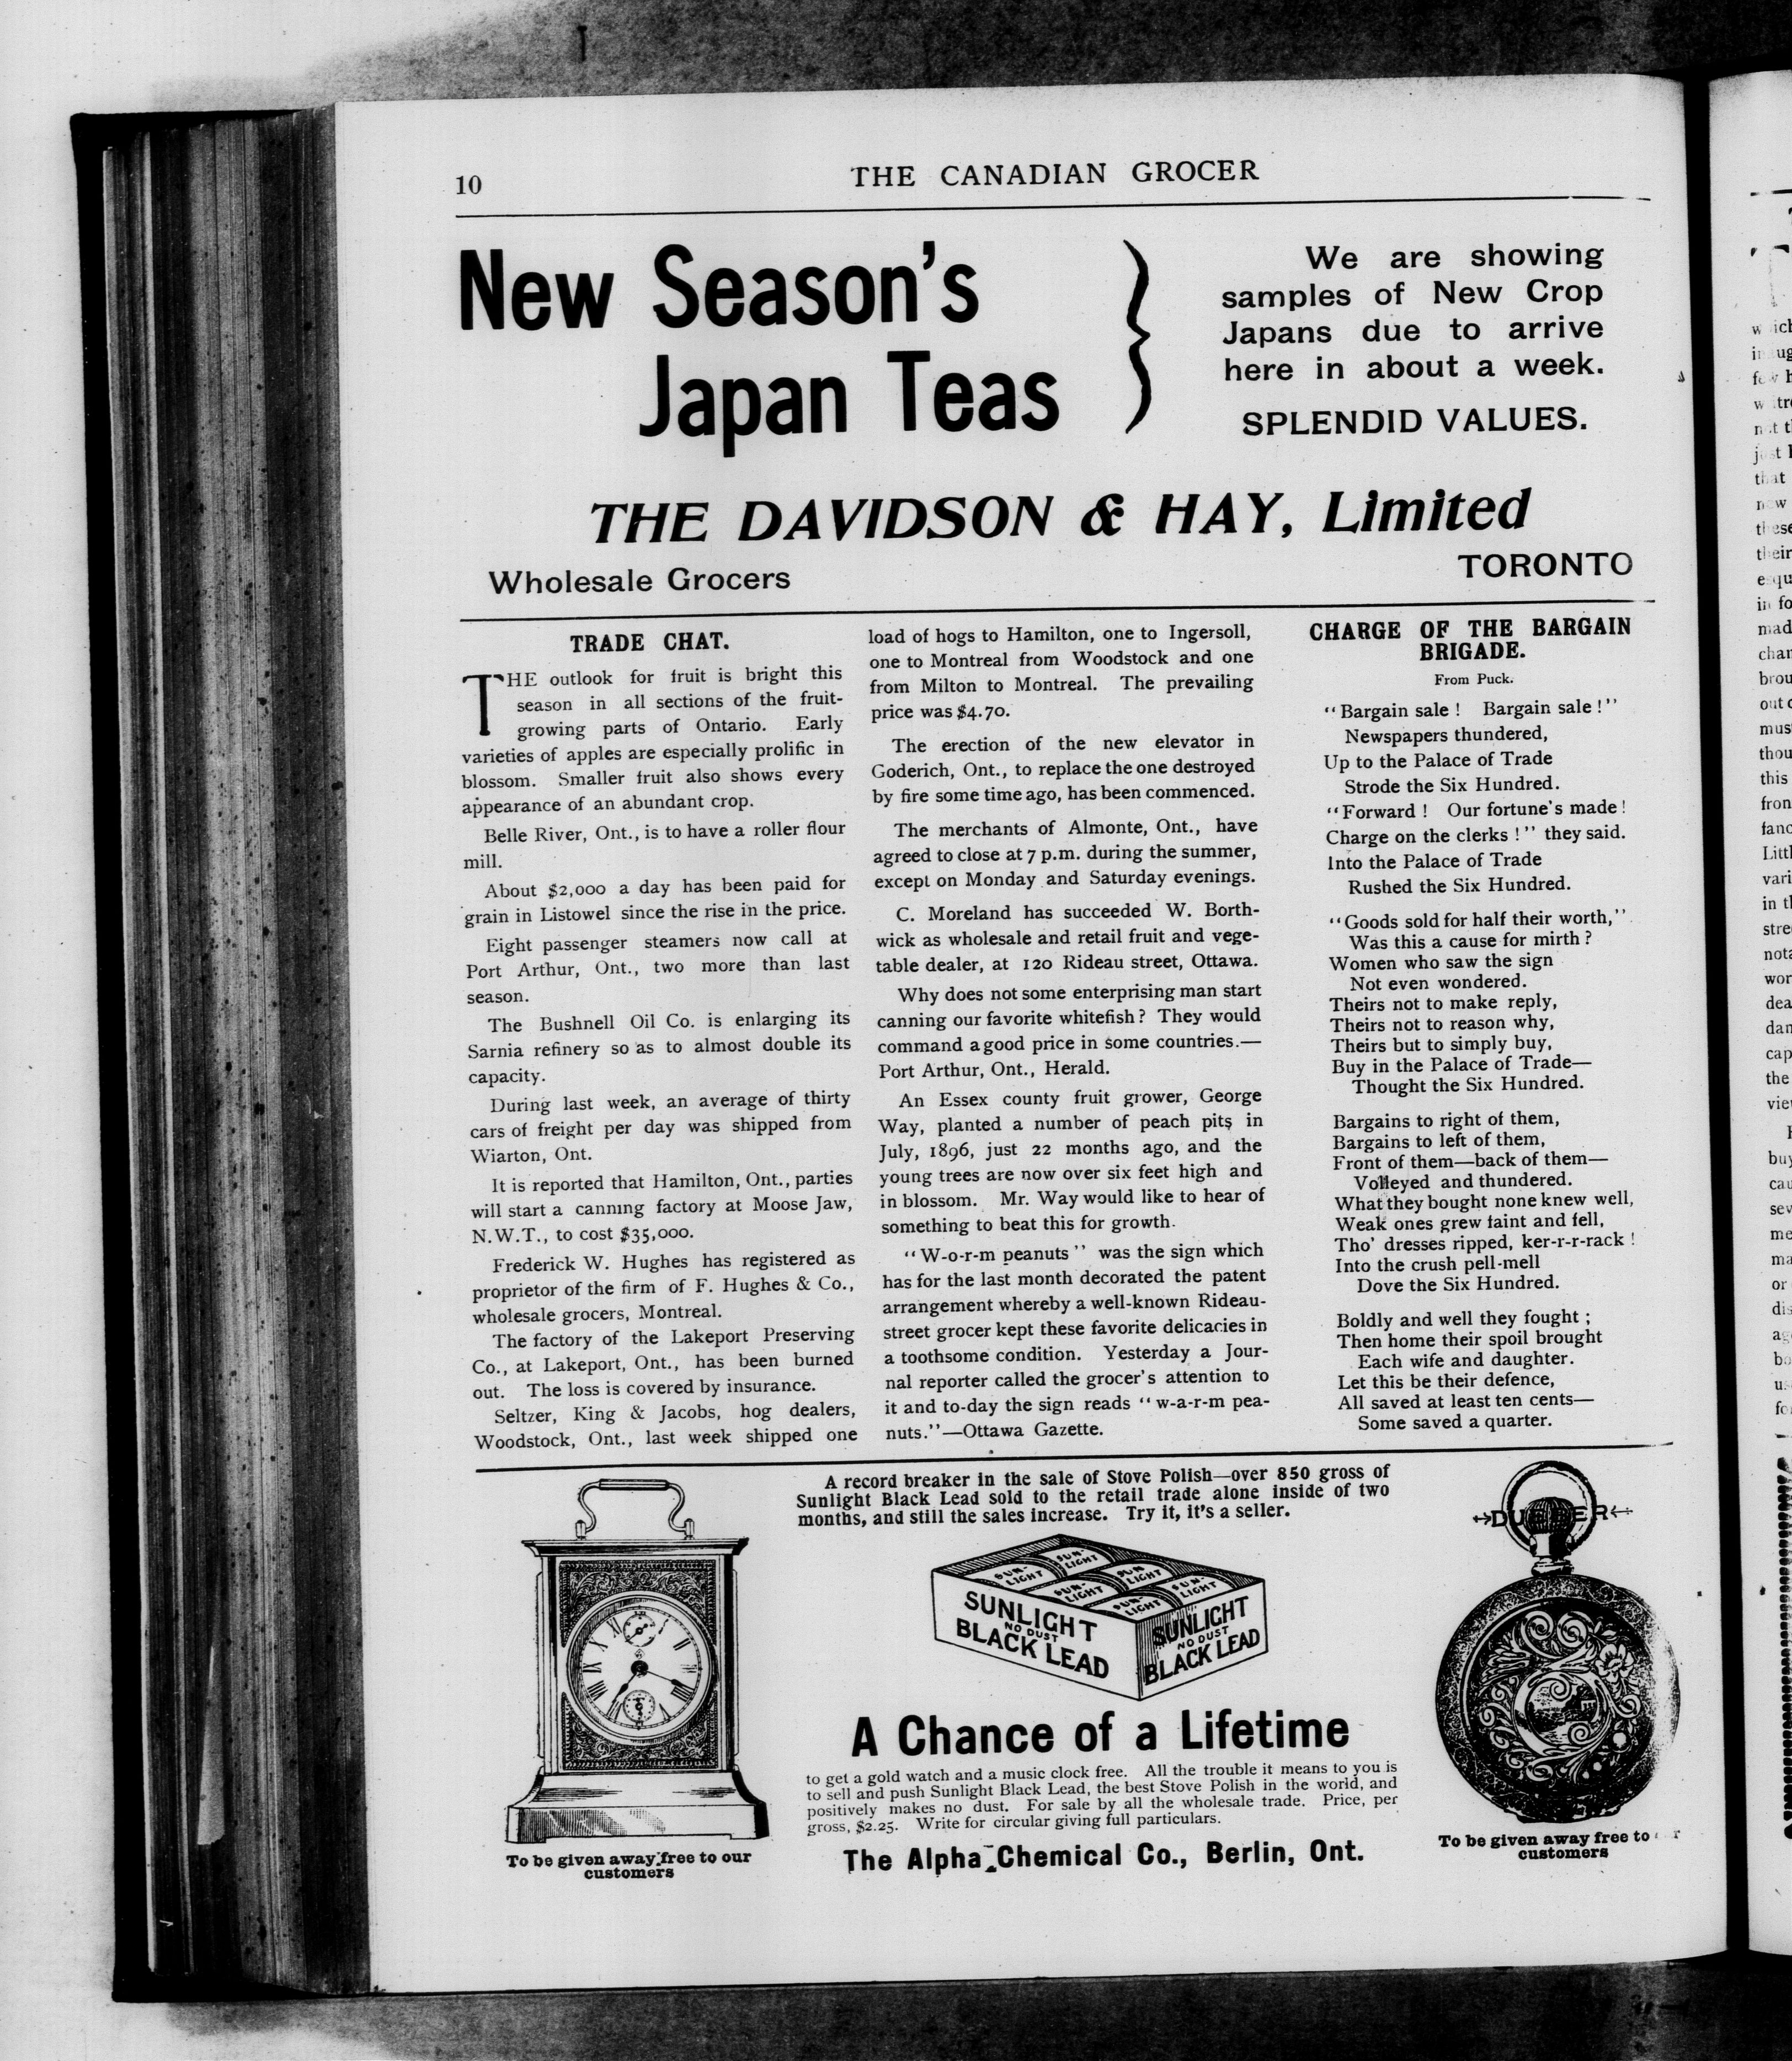 10
THE CANADIAN GROCER
New Season's
Japan Teas
We are showing
samples of New Crop
Japans due to arrive
here in about a week.
SPLENDID VALUES.
THE DAVIDSON & HAY, Limited
Wholesale Grocers
TORONTO
TRADE CHAT.
THE outlook for fruit is bright this
season in all sections of the fruit-
growing parts of Ontario. Early
varieties of apples are especially prolific in
blossom. Smaller fruit also shows every
appearance of an abundant crop.
Belle River, Ont., is to have a roller flour
mill.
About $2,000 a day has been paid for
grain in Listowel since the rise in the price.
Eight passenger steamers now call at
Port Arthur, Ont., two more than last
season.
The Bushnell Oil Co. is enlarging its
Sarnia refinery so as to almost double its
capacity.
During last week, an average of thirty
cars of freight per day was shipped from
Wiarton, Ont.
It is reported that Hamilton, Ont., parties
will start a canning factory at Moose Jaw,
N.W.T., to cost $35,000.
Frederick W. Hughes has registered as
proprietor of the firm of F. Hughes & Co.,
wholesale grocers, Montreal.
The factory of the Lakeport Preserving
Co., at Lakeport, Ont., has been burned
out. The loss is covered by insurance.
Seltzer, King & Jacobs, hog dealers,
Woodstock, Ont., last week shipped one
load of hogs to Hamilton, one to Ingersoll,
one to Montreal from Woodstock and one
from Milton to Montreal. The prevailing
price was $4.70.
The erection of the new elevator in
Goderich, Ont., to replace the one destroyed
by fire some time ago, has been commenced.
The merchants of Almonte, Ont., have
agreed to close at 7 p.m. during the summer,
except on Monday and Saturday evenings.
C. Moreland has succeeded W. Borth-
wick as wholesale and retail fruit and vege-
table dealer, at 120 Rideau street, Ottawa.
Why does not some enterprising man start
canning our favorite whitefish? They would
command a good price in some countries.—
Port Arthur, Ont., Herald.
An Essex county fruit grower, George
Way, planted a number of peach pits in
July, 1896, just 22 months ago, and the
young trees are now over six feet high and
in blossom. Mr. Way would like to hear of
something to beat this for growth.
"W-o-r-m peanuts" was the sign which
has for the last month decorated the patent
arrangement whereby a well-known Rideau-
street grocer kept these favorite delicacies in
a toothsome condition. Yesterday a Jour-
nal reporter called the grocer's attention to
it and to-day the sign reads "w-a-r-m pea-
nuts."—Ottawa Gazette.
CHARGE OF THE BARGAIN
BRIGADE.
From Puck.
"Bargain sale! Bargain sale!"
Newspapers thundered,
Up to the Palace of Trade
Strode the Six Hundred.
"Forward! Our fortune's made!
Charge on the clerks!" they said.
Into the Palace of Trade
Rushed the Six Hundred.
"Goods sold for half their worth,"
Was this a cause for mirth?
Women who saw the sign
Not even wondered.
Theirs not to make reply,
Theirs not to reason why,
Theirs but to simply buy,
Buy in the Palace of Trade—
Thought the Six Hundred.
Bargains to right of them,
Bargains to left of them,
Front of them—back of them—
Volleyed and thundered.
What they bought none knew well,
Weak ones grew faint and fell,
Tho' dresses ripped, ker-r-r-rack!
Into the crush pell-mell
Dove the Six Hundred.
Boldly and well they fought;
Then home their spoil brought
Each wife and daughter.
Let this be their defence,
All saved at least ten cents—
Some saved a quarter.
A record breaker in the sale of Stove Polish—over 850 gross of
Sunlight Black Lead sold to the retail trade alone inside of two
months, and still the sales increase. Try it, it's a seller.
SUN-
LIGHT
SUN-
LIGHT
SUN-
LIGHT
SUN
LIGHT
SUN-
LIGHT
SUN-
LIGHT
SUNLIGHT
NO DUST
BLACK LEAD
SUNLIGHT
NO DUST
BLACK LEAD
A Chance of a Lifetime
to get a gold watch and a music clock free. All the trouble it means to you is
to sell and push Sunlight Black Lead, the best Stove Polish in the world, and
positively makes no dust. For sale by all the wholesale trade. Price, per
gross, $2.25. Write for circular giving full particulars.
The Alpha Chemical Co., Berlin, Ont.
To be given away free to our
customers
To be given away free to
customers